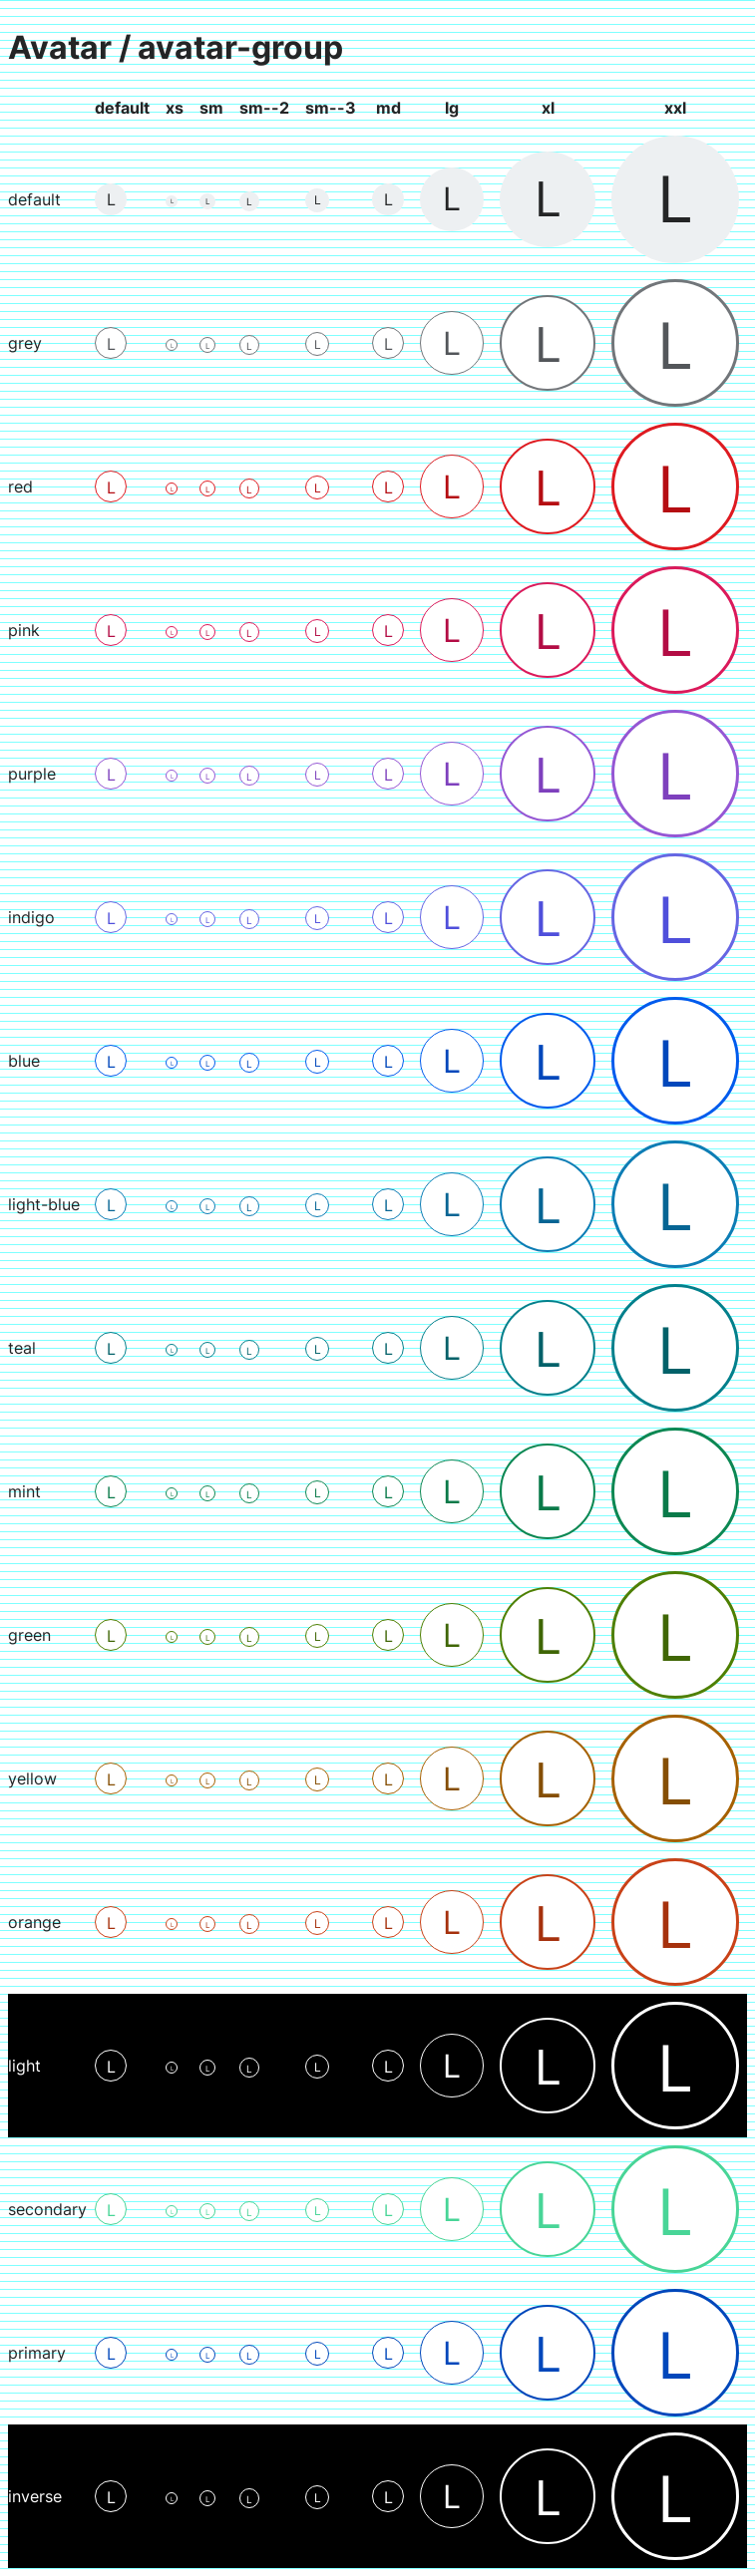 Avatar / avatar-group
default xs sm sm--2 sm--3 md lg xl xxl
default L L L L L L L L L
grey L L L L L L L L L
red L L L L L L L L L
pink L L L L L L L L L
purple L L L L L L L L L
indigo L L L L L L L L L
blue L L L L L L L L L
light-blue L L L L L L L L L
teal L L L L L L L L L
mint L L L L L L L L L
green L L L L L L L L L
yellow L L L L L L L L L
orange L L L L L L L L L
light L L L L L L L L L
secondary L L L L L L L L L
primary L L L L L L L L L
inverse L L L L L L L L L